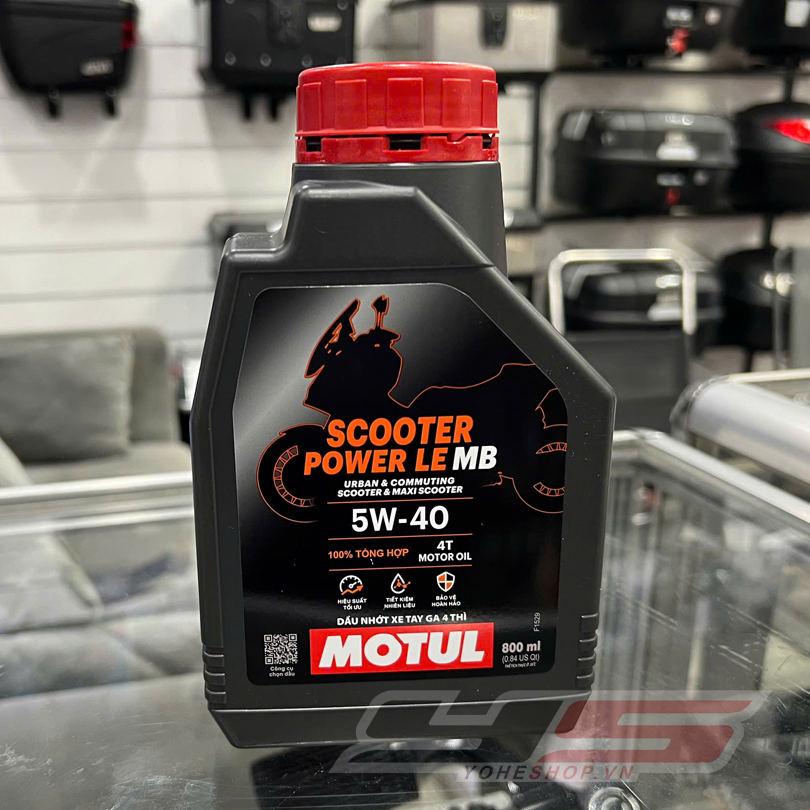 SCOOTER
POWER LE MB
URBAN & COMMUTING
SCOOTER & MAXI SCOOTER
5W-40
100% TỔNG HỢP
4T
MOTOR OIL
HIỆU SUẤT
TỐI ƯU
TIẾT KIỆM
NHIÊN LIỆU
BẢO VỆ
HOÀN HẢO
DẦU NHỚT XE TAY GA 4 THÌ
F1529
Công cụ
chọn dầu
MOTUL
800 ml
(0.84 US Qt)
YS
YOHESHOP.VN